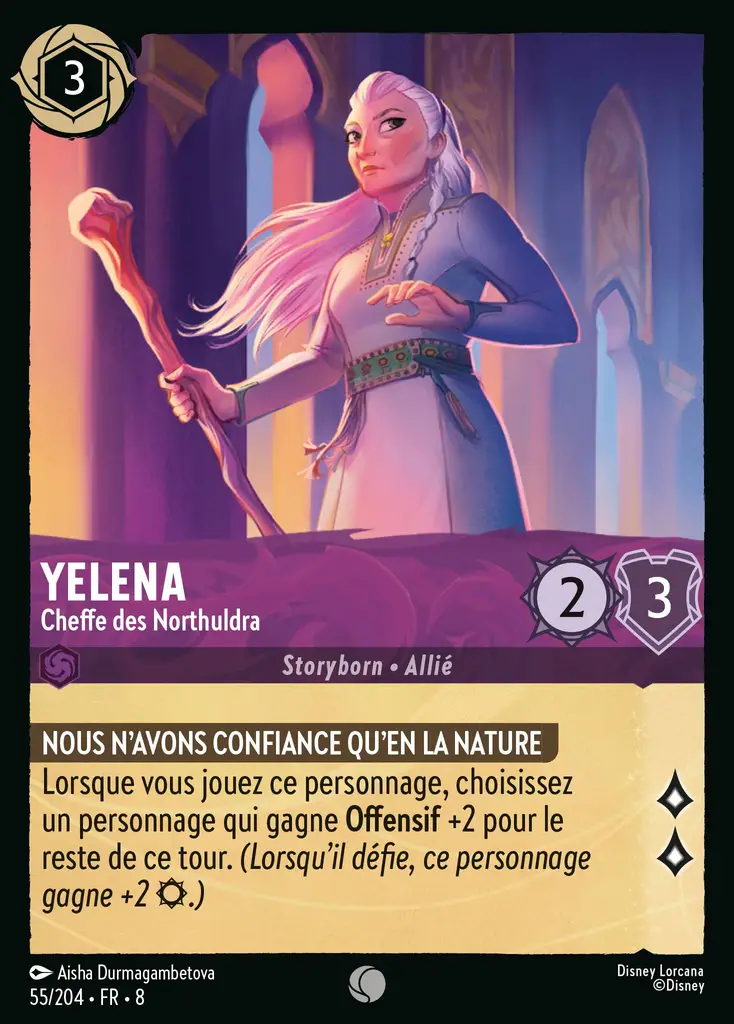 3
YELENA
Cheffe des Northuldra
2
3
Storyborn • Allié
NOUS N'AVONS CONFIANCE QU'EN LA NATURE
Lorsque vous jouez ce personnage, choisissez
un personnage qui gagne Offensif +2 pour le
reste de ce tour. (Lorsqu'il défie, ce personnage
gagne +2 .)
Aisha Durmagambetova
55/204 • FR • 8
Disney Lorcana
©Disney